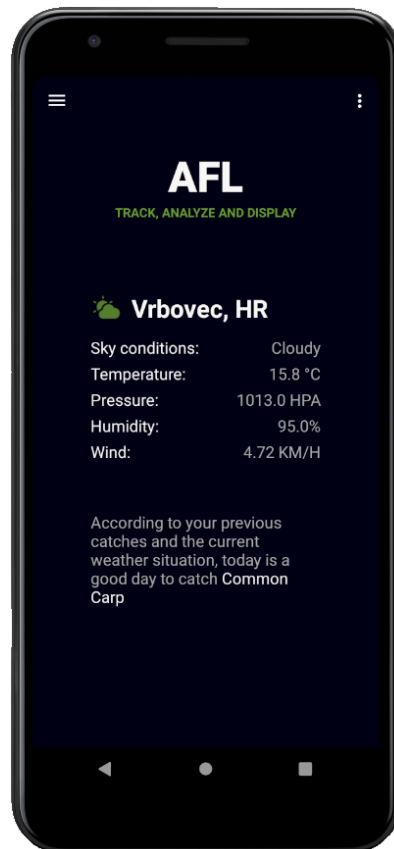 AFL
TRACK, ANALYZE AND DISPLAY
Vrbovec, HR
Sky conditions: Cloudy
Temperature: 15.8 °C
Pressure: 1013.0 HPA
Humidity: 95.0%
Wind: 4.72 KM/H
According to your previous
catches and the current
weather situation, today is a
good day to catch Common
Carp